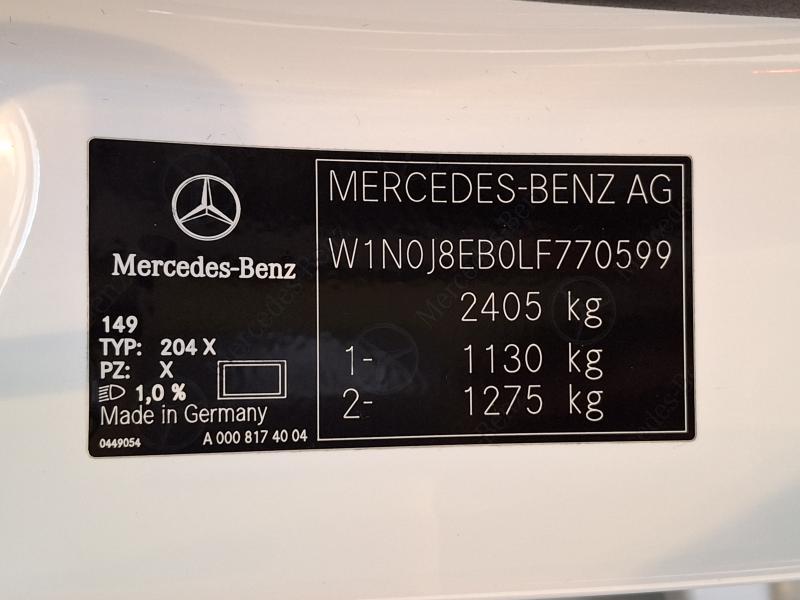 Mercedes-Benz
149
TYP: 204 X
PZ: X
1,0 %
Made in Germany
0449054 A 000 817 40 04
MERCEDES-BENZ AG
W1N0J8EB0LF770599
2405 kg
1- 1130 kg
2- 1275 kg